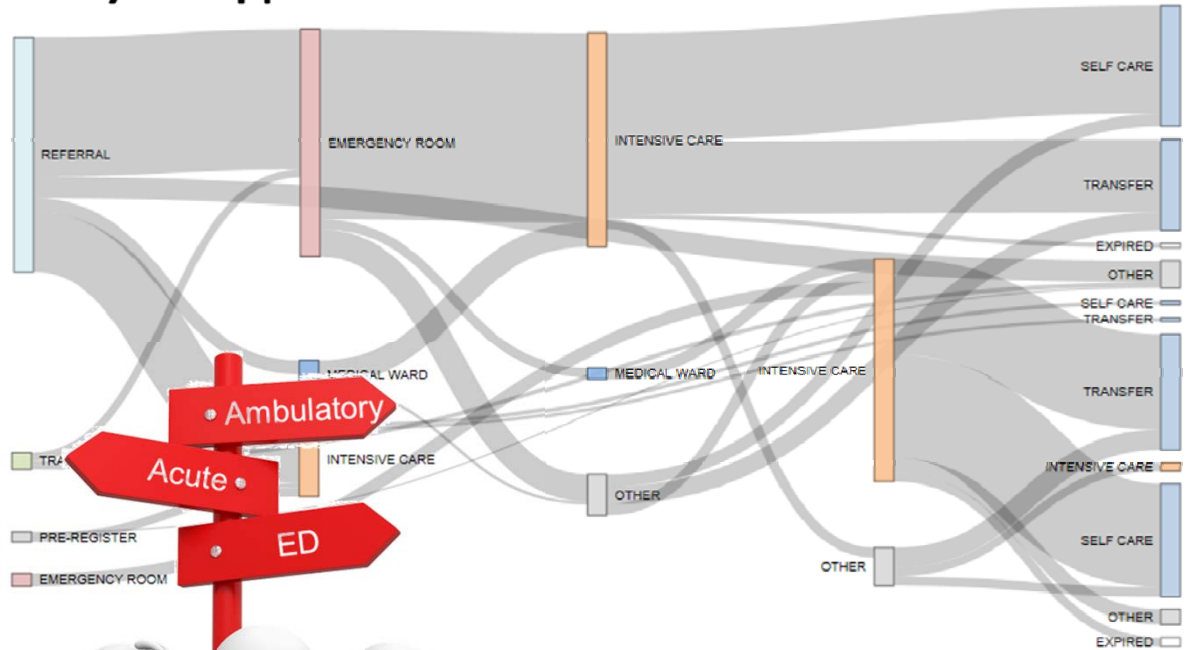 REFERRAL
EMERGENCY ROOM
INTENSIVE CARE
SELF CARE
TRANSFER
EXPIRED
OTHER
SELF CARE
TRANSFER
MEDICAL WARD
MEDICAL WARD
INTENSIVE CARE
TRANSFER
Ambulatory
TRA
INTENSIVE CARE
INTENSIVE CARE
Acute
OTHER
PRE-REGISTER
ED
SELF CARE
OTHER
EMERGENCY ROOM
OTHER
EXPIRED